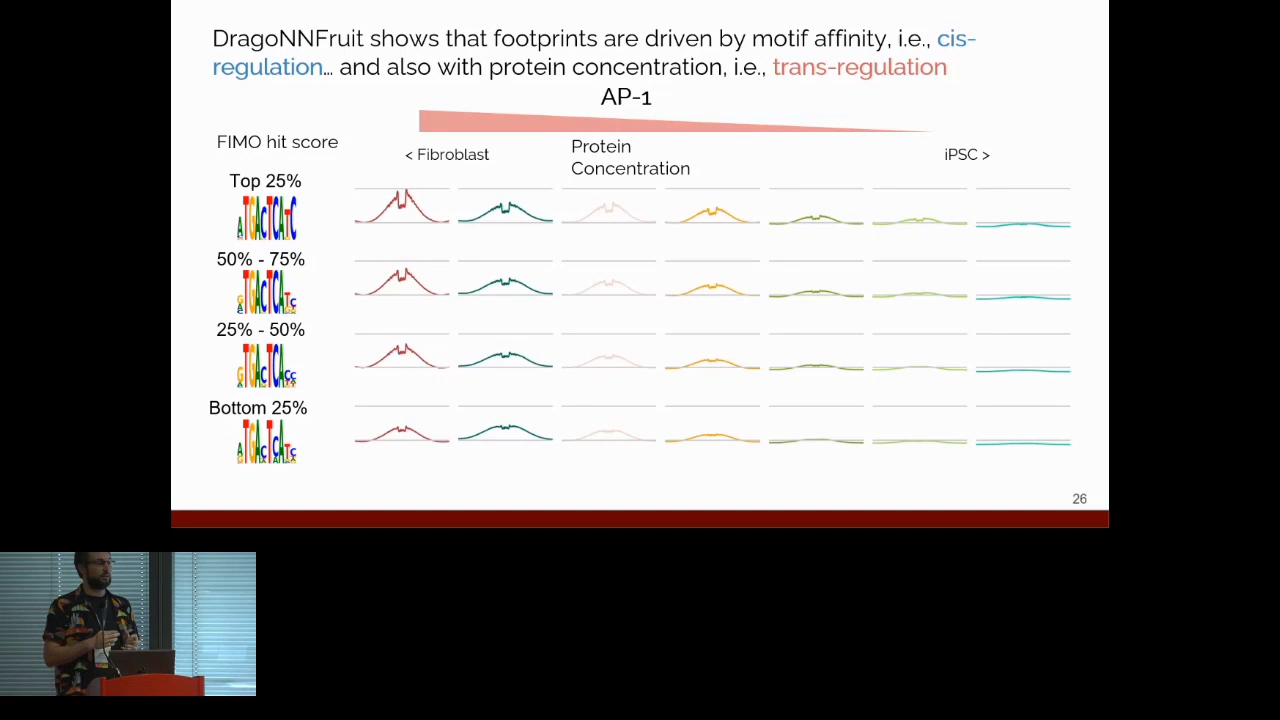 DragoNNFruit shows that footprints are driven by motif affinity, i.e., cis-
regulation... and also with protein concentration, i.e., trans-regulation
AP-1
FIMO hit score
< Fibroblast
Protein
Concentration
iPSC >
Top 25%
50% - 75%
25% - 50%
Bottom 25%
26